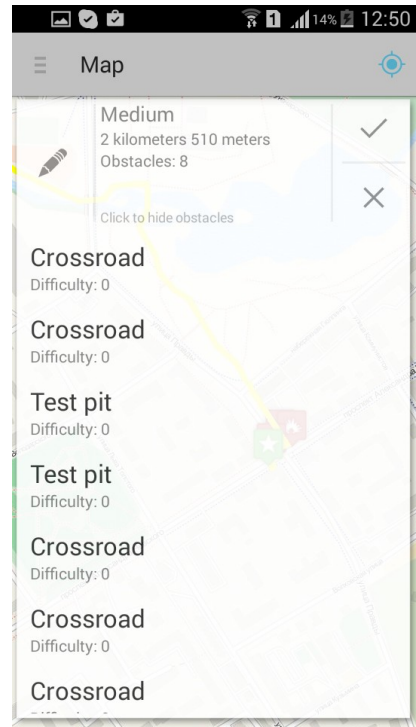 1 14% 12:50
Map
Medium
2 kilometers 510 meters
Obstacles: 8
Click to hide obstacles
Crossroad
Difficulty: 0
Crossroad
Difficulty: 0
Test pit
Difficulty: 0
Test pit
Difficulty: 0
Crossroad
Difficulty: 0
Crossroad
Difficulty: 0
Crossroad